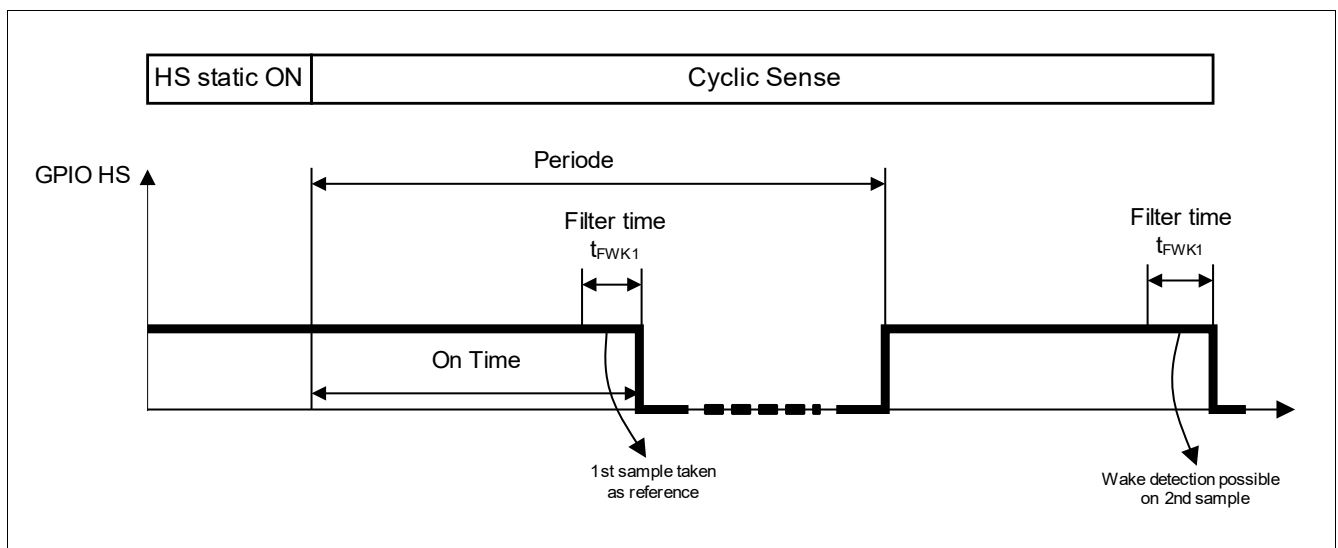 HS static ON
Cyclic Sense
GPIO HS
Periode
Filter time
tFWK1
Filter time
tFWK1
On Time
1st sample taken
as reference
Wake detection possible
on 2nd sample